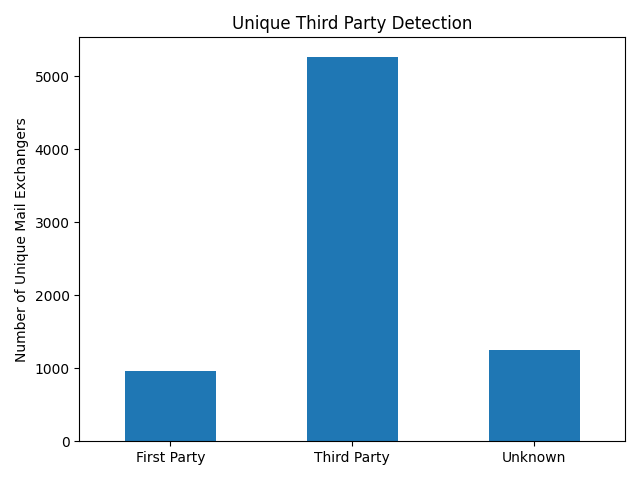 Unique Third Party Detection
Number of Unique Mail Exchangers
5000
4000
3000
2000
1000
0
First Party
Third Party
Unknown